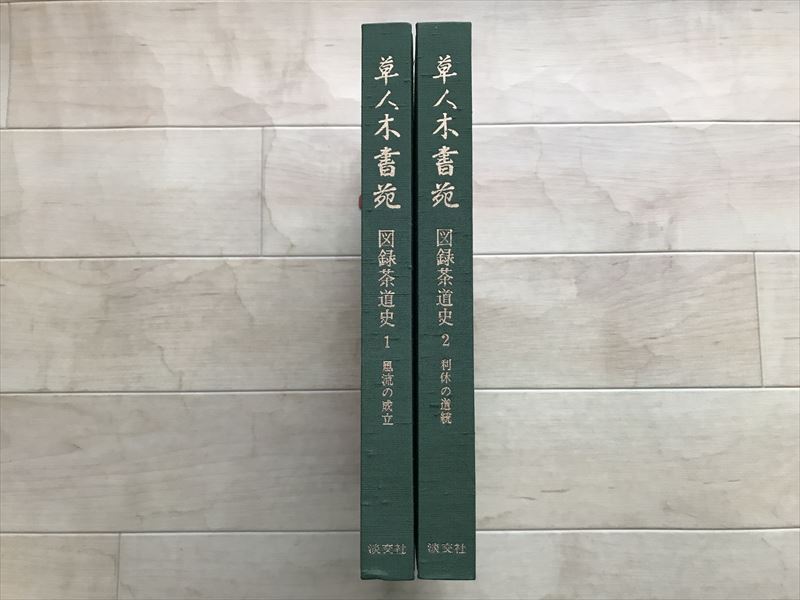 草人木書苑 図録茶道史 1 風流の成立 淡交社
草人木書苑 図録茶道史 2 利休の道統 淡交社